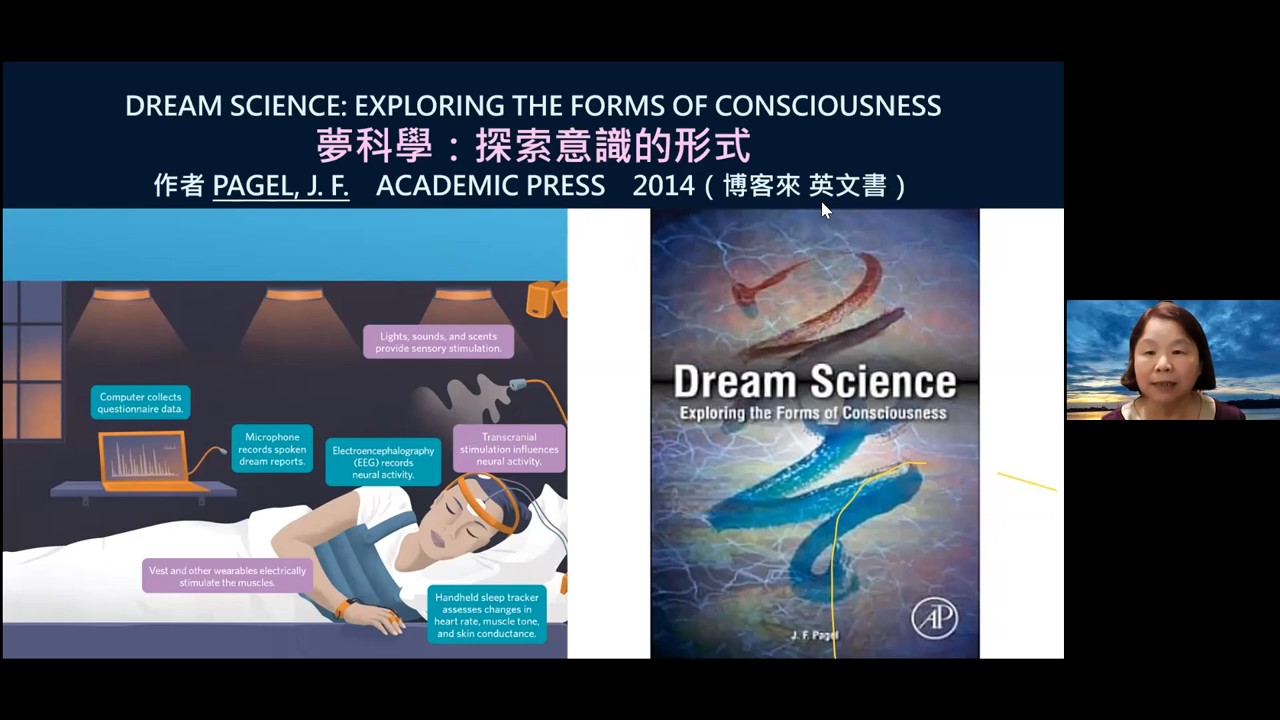 DREAM SCIENCE: EXPLORING THE FORMS OF CONSCIOUSNESS
夢科學：探索意識的形式
作者 PAGEL, J. F. ACADEMIC PRESS 2014（博客來 英文書）
Lights, sounds, and scents
provide sensory stimulation.
Computer collects
questionnaire data.
Microphone
records spoken
dream reports.
Electroencephalography
(EEG) records
neural activity.
Transcranial
stimulation influences
neural activity.
Vest and other wearables electrically
stimulate the muscles.
Handheld sleep tracker
assesses changes in
heart rate, muscle tone,
and skin conductance.
Dream Science
Exploring the Forms of Consciousness
J. F. Pagel
AP